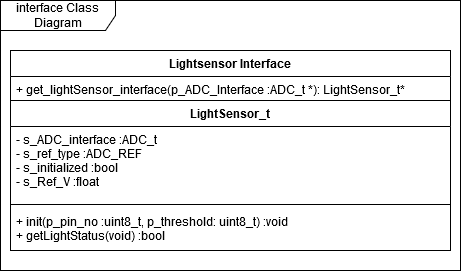 interface Class
Diagram
Lightsensor Interface
+ get_lightSensor_interface(p_ADC_Interface :ADC_t *): LightSensor_t*
LightSensor_t
- s_ADC_interface :ADC_t
- s_ref_type :ADC_REF
- s_initialized :bool
- s_Ref_V :float
+ init(p_pin_no :uint8_t, p_threshold: uint8_t) :void
+ getLightStatus(void) :bool